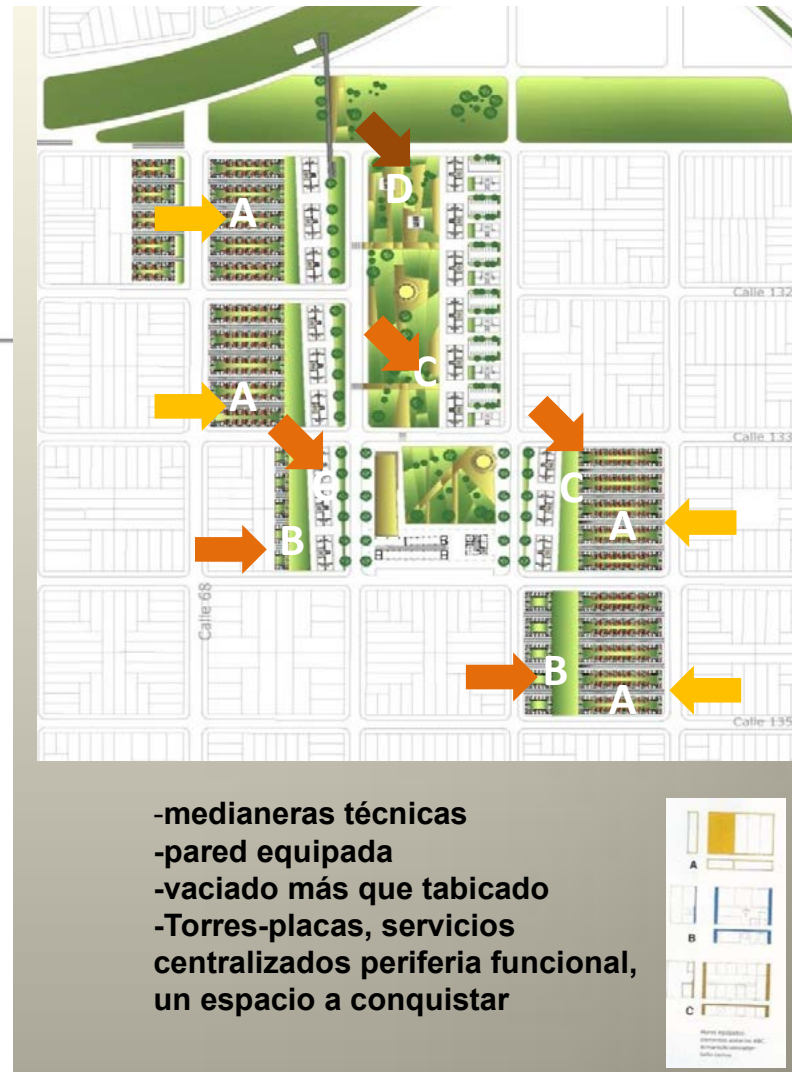 D
A
Calle 132
C
A
Calle 133
C
C
A
B
Calle 68
B
A
Calle 135
-medianeras técnicas
-pared equipada
-vaciado más que tabicado
-Torres-placas, servicios
centralizados periferia funcional,
un espacio a conquistar
A
B
C